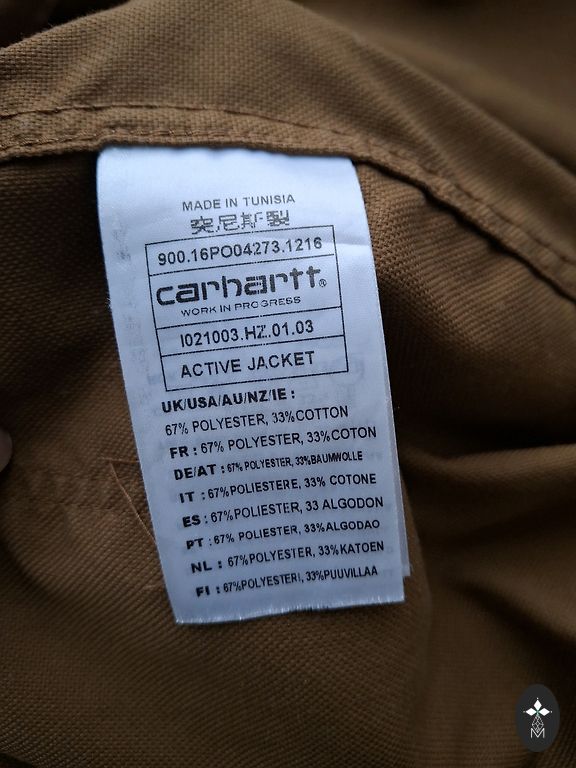 MADE IN TUNISIA
突尼斯製
900.16PO04273.1216
carhartt®
WORK IN PROGRESS
I021003.HZ.01.03
ACTIVE JACKET
UK/USA/AU/NZ/IE :
67% POLYESTER, 33%COTTON
FR : 67% POLYESTER, 33%COTON
DE/AT : 67% POLYESTER, 33%BAUMWOLLE
IT : 67%POLIESTERE, 33% COTONE
ES : 67%POLIESTER, 33 ALGODON
PT : 67% POLIESTER, 33%ALGODAO
NL : 67%POLYESTER, 33%KATOEN
FI : 67%POLYESTERI, 33%PUUVILLAA
M